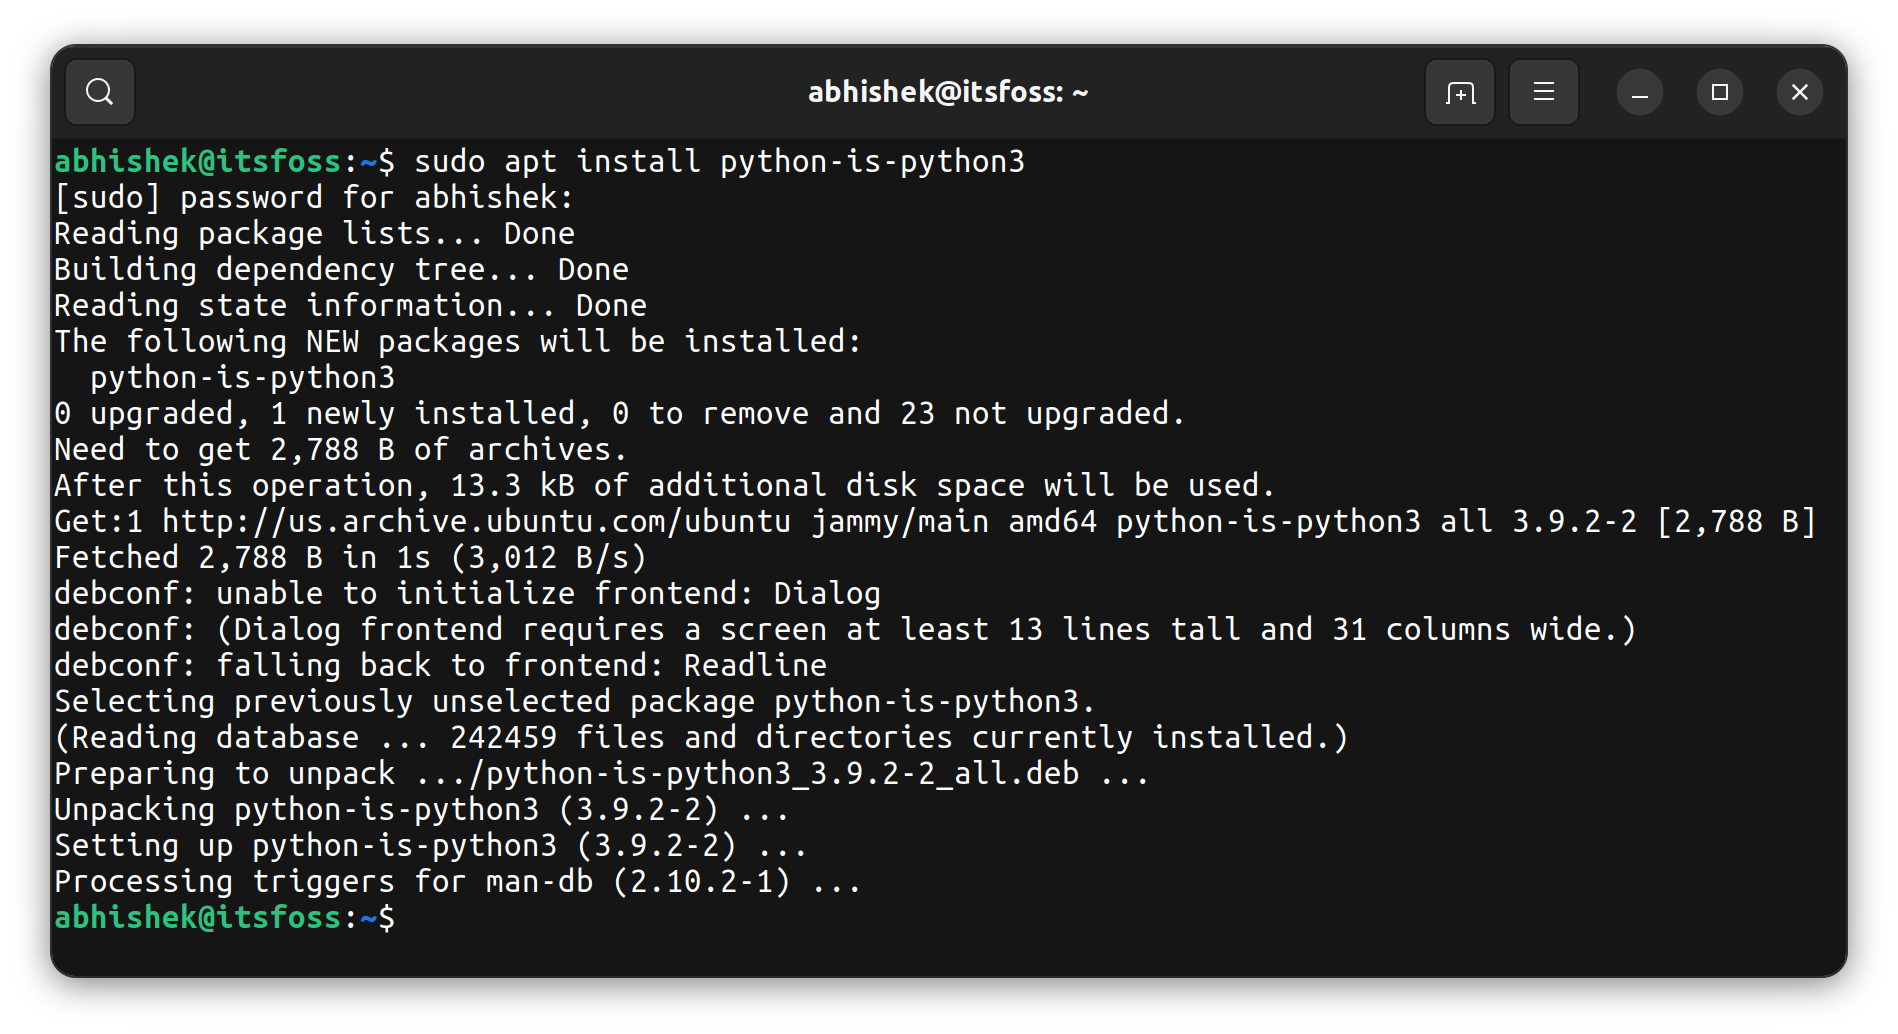 abhishek@itsfoss: ~
abhishek@itsfoss:~$ sudo apt install python-is-python3
[sudo] password for abhishek:
Reading package lists... Done
Building dependency tree... Done
Reading state information... Done
The following NEW packages will be installed:
  python-is-python3
0 upgraded, 1 newly installed, 0 to remove and 23 not upgraded.
Need to get 2,788 B of archives.
After this operation, 13.3 kB of additional disk space will be used.
Get:1 http://us.archive.ubuntu.com/ubuntu jammy/main amd64 python-is-python3 all 3.9.2-2 [2,788 B]
Fetched 2,788 B in 1s (3,012 B/s)
debconf: unable to initialize frontend: Dialog
debconf: (Dialog frontend requires a screen at least 13 lines tall and 31 columns wide.)
debconf: falling back to frontend: Readline
Selecting previously unselected package python-is-python3.
(Reading database ... 242459 files and directories currently installed.)
Preparing to unpack .../python-is-python3_3.9.2-2_all.deb ...
Unpacking python-is-python3 (3.9.2-2) ...
Setting up python-is-python3 (3.9.2-2) ...
Processing triggers for man-db (2.10.2-1) ...
abhishek@itsfoss:~$